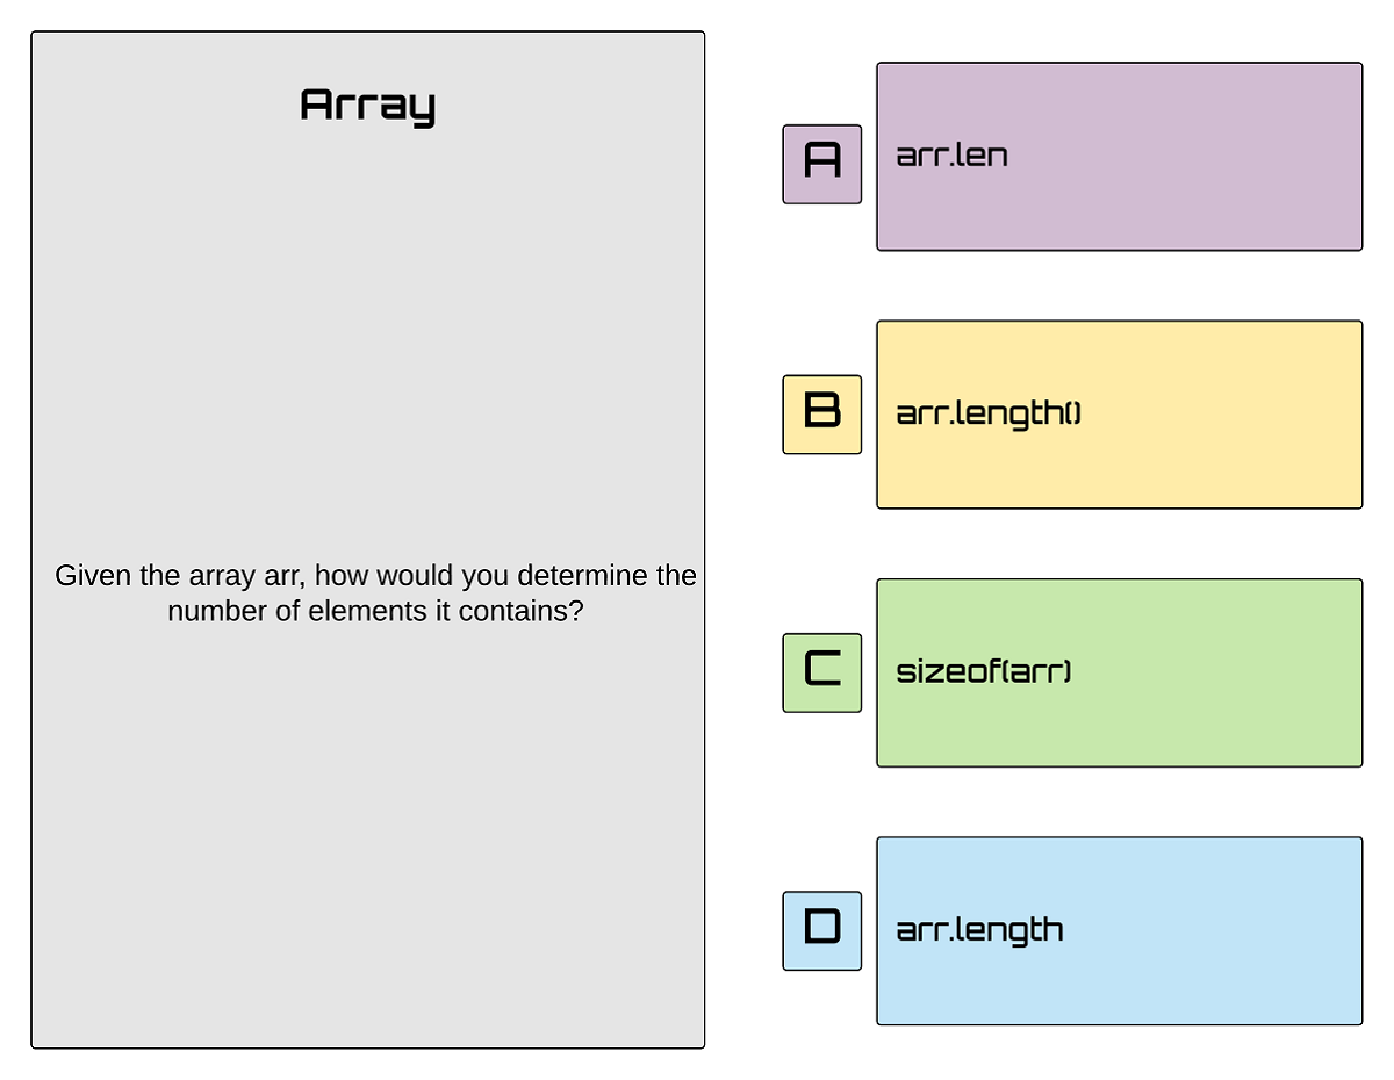 Array
Given the array arr, how would you determine the
number of elements it contains?
A
arr.len
B
arr.length()
C
sizeof(arr)
D
arr.length